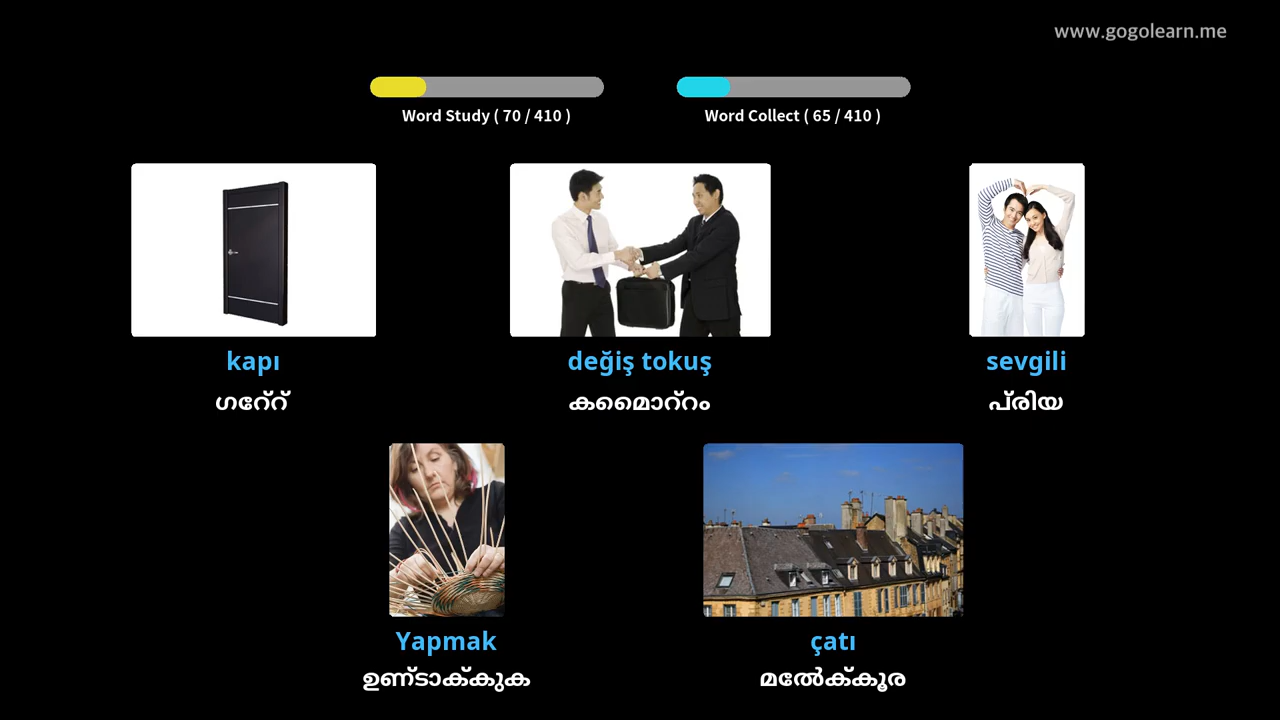 www.gogolearn.me
Word Study ( 70 / 410 )
Word Collect ( 65 / 410 )
kapı
ഗേറ്റ്
değiş tokuş
കൈമാറ്റം
sevgili
പ്രിയ
Yapmak
ഉണ്ടാക്കുക
çatı
മേൽക്കൂര